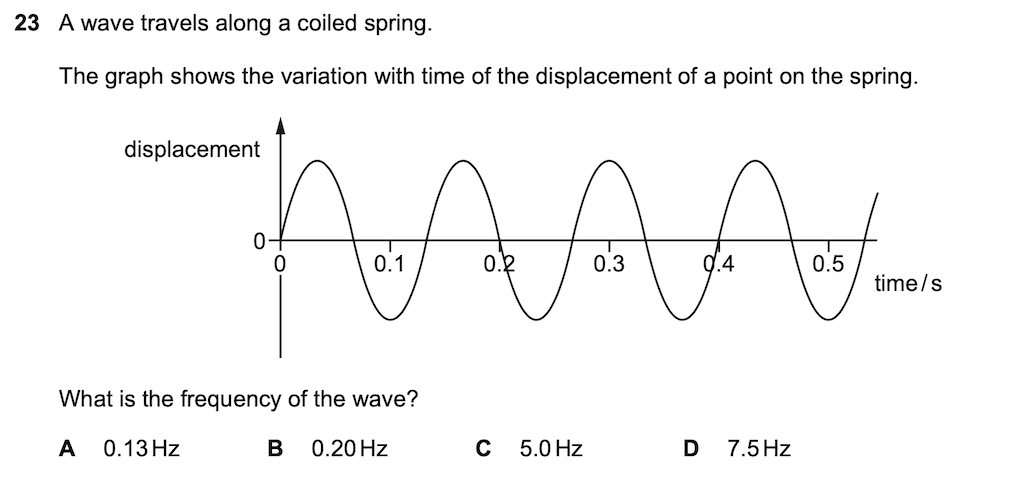 23 A wave travels along a coiled spring.
The graph shows the variation with time of the displacement of a point on the spring.
displacement
0
0 0.1 0.2 0.3 0.4 0.5
time / s
What is the frequency of the wave?
A 0.13 Hz B 0.20 Hz C 5.0 Hz D 7.5 Hz